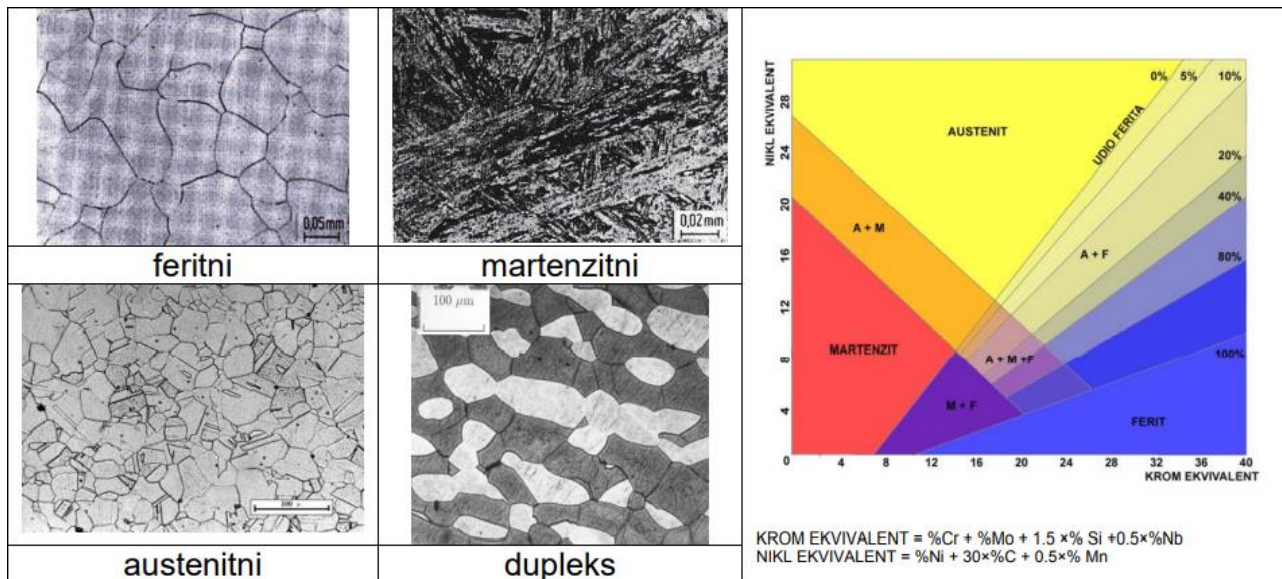 0,05mm
0,02mm
feritni
martenzitni
100 μm
austenitni
dupleks
NIKL EKVIVALENT
28
24
20
16
12
8
4
0
0%
5%
10%
20%
40%
80%
100%
UDIO FERITA
AUSTENIT
A + M
A + F
MARTENZIT
A + M +F
M + F
FERIT
0
4
8
12
16
20
24
28
32
36
40
KROM EKVIVALENT
KROM EKVIVALENT = %Cr + %Mo + 1.5 ×% Si +0.5×%Nb
NIKL EKVIVALENT = %Ni + 30×%C + 0.5×% Mn